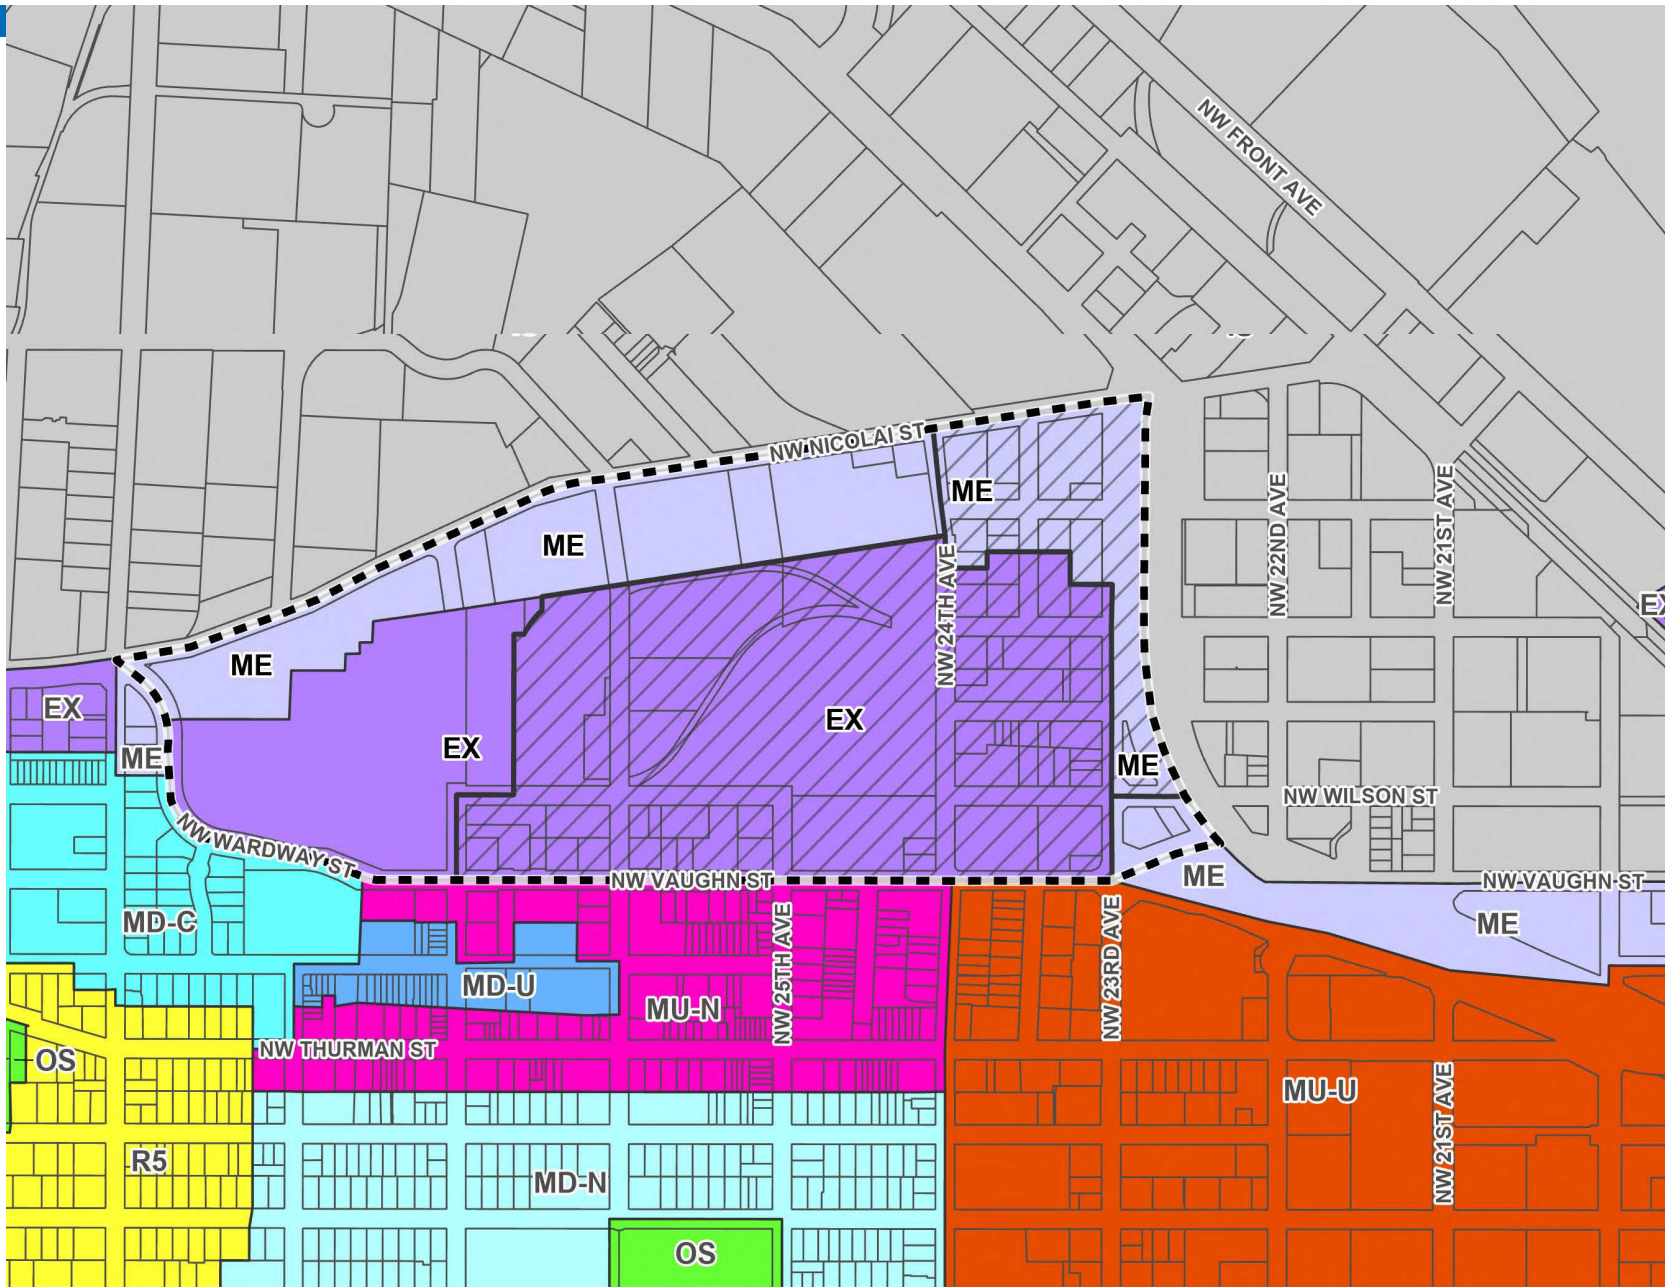 NW FRONT AVE
NW NICOLAI ST
ME
ME
NW 22ND AVE
NW 21ST AVE
NW 24TH AVE
ME
EX
EX
EX
EX
ME
ME
NW WILSON ST
NW WARDWAY ST
NW VAUGHN ST
ME
NW VAUGHN ST
MD-C
ME
NW 25TH AVE
NW 23RD AVE
MD-U
MU-N
NW THURMAN ST
OS
MU-U
NW 21ST AVE
R5
MD-N
OS